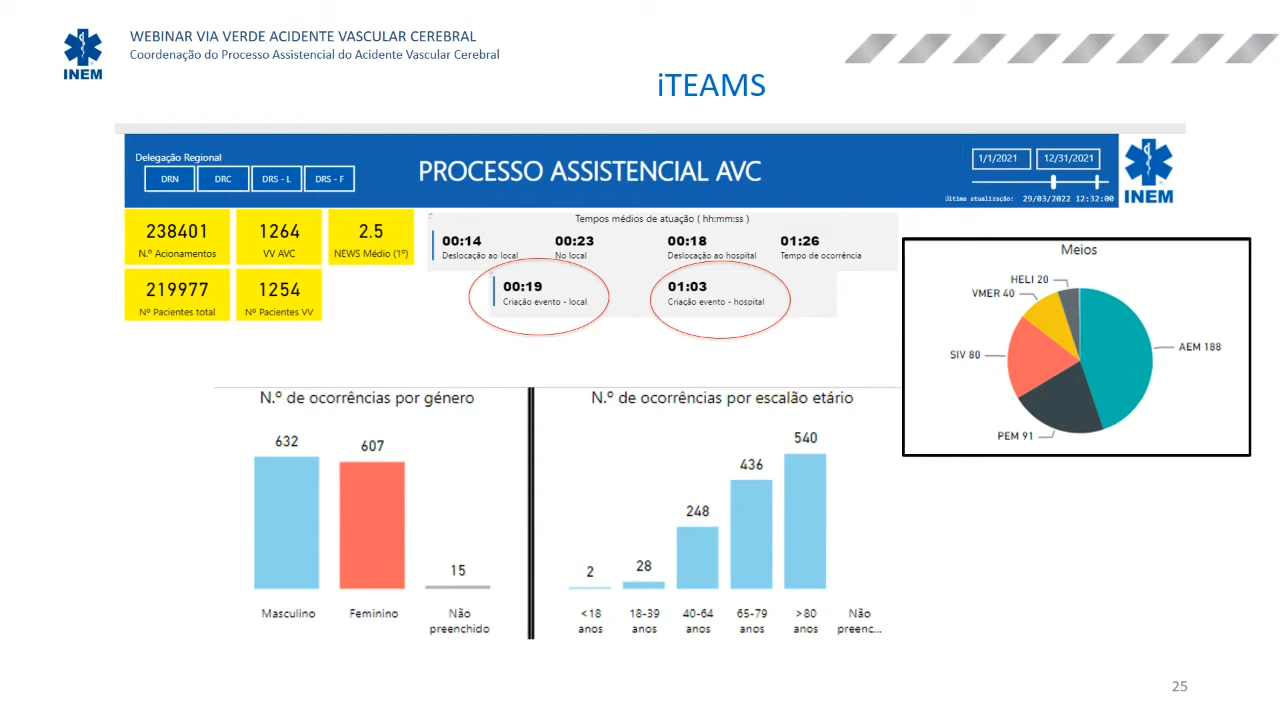 INEM
WEBINAR VIA VERDE ACIDENTE VASCULAR CEREBRAL
Coordenação do Processo Assistencial do Acidente Vascular Cerebral
iTEAMS
Delegação Regional
DRN DRC DRS - L DRS - F
PROCESSO ASSISTENCIAL AVC
1/1/2021 12/31/2021
Última atualização: 29/03/2022 12:32:00
INEM
238401
N.º Acionamentos
1264
VV AVC
2.5
NEWS Médio (1º)
219977
Nº Pacientes total
1254
Nº Pacientes VV
Tempos médios de atuação ( hh:mm:ss )
00:14
Deslocação ao local
00:23
No local
00:18
Deslocação ao hospital
01:26
Tempo de ocorrência
00:19
Criação evento - local
01:03
Criação evento - hospital
Meios
HELI 20
VMER 40
SIV 80
PEM 91
AEM 188
N.º de ocorrências por género
632
607
15
Masculino
Feminino
Não
preenchido
N.º de ocorrências por escalão etário
2
28
248
436
540
<18
anos
18-39
anos
40-64
anos
65-79
anos
>80
anos
Não
preenc...
25